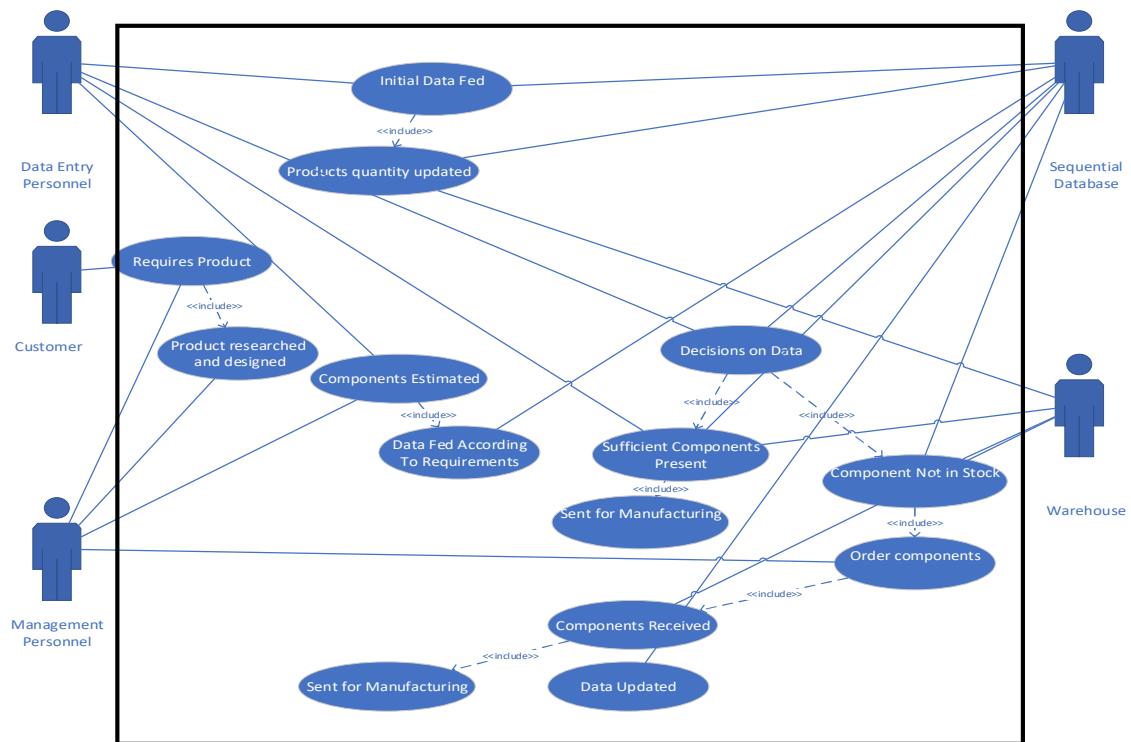 Initial Data Fed
<<include>>
Products quantity updated
Data Entry
Personnel
Sequential
Database
Requires Product
<<include>>
Customer
Product researched
and designed
Decisions on Data
Components Estimated
<<include>>
<<include>>
<<include>>
Data Fed According
To Requirements
Sufficient Components
Present
Component Not in Stock
<<include>>
Sent for Manufacturing
<<include>>
Warehouse
Order components
<<include>>
Management
Personnel
Components Received
<<include>>
Sent for Manufacturing
Data Updated